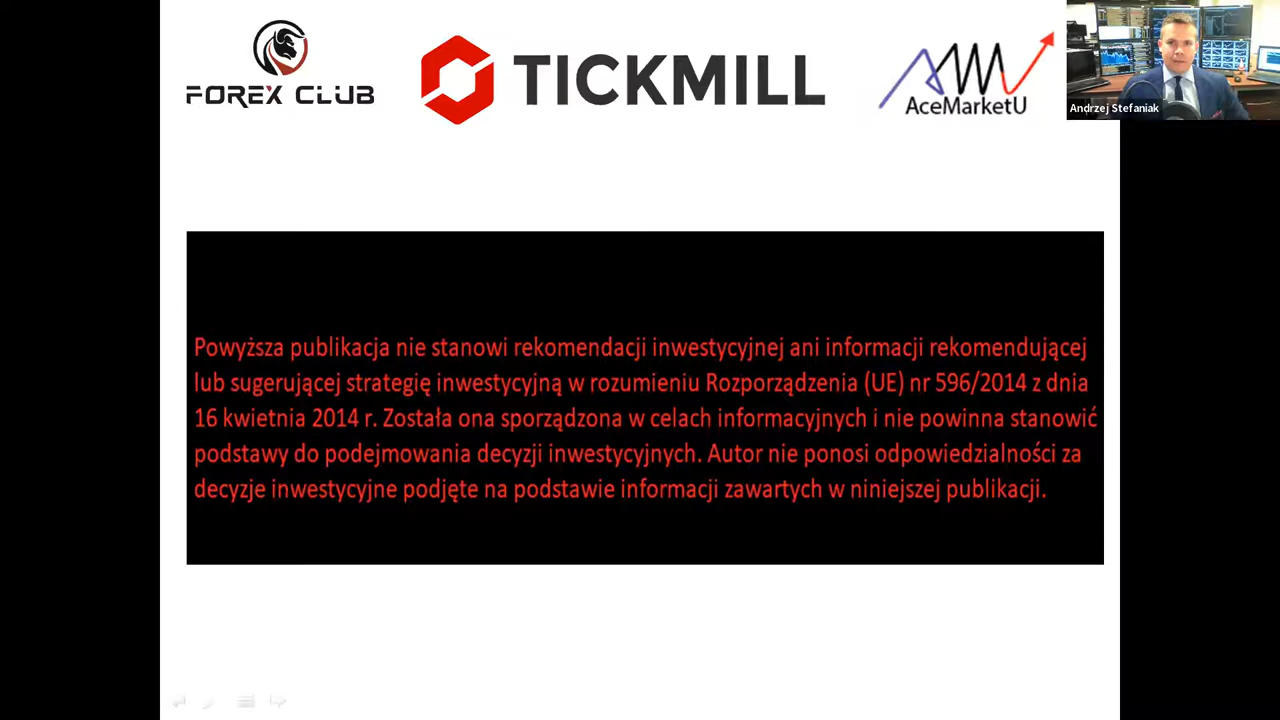 FOREX CLUB
TICKMILL
AceMarketU
Andrzej Stefaniak
Powyższa publikacja nie stanowi rekomendacji inwestycyjnej ani informacji rekomendującej
lub sugerującej strategię inwestycyjną w rozumieniu Rozporządzenia (UE) nr 596/2014 z dnia
16 kwietnia 2014 r. Została ona sporządzona w celach informacyjnych i nie powinna stanowić
podstawy do podejmowania decyzji inwestycyjnych. Autor nie ponosi odpowiedzialności za
decyzje inwestycyjne podjęte na podstawie informacji zawartych w niniejszej publikacji.